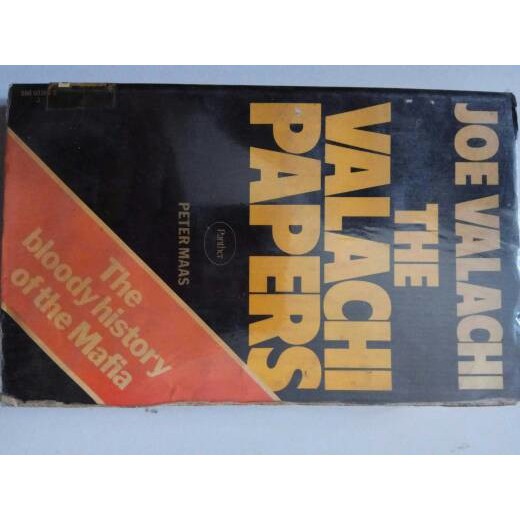 JOE VALACHI
THE
VALACHI
PAPERS
Panther
PETER MAAS
The
bloody history
of the Mafia